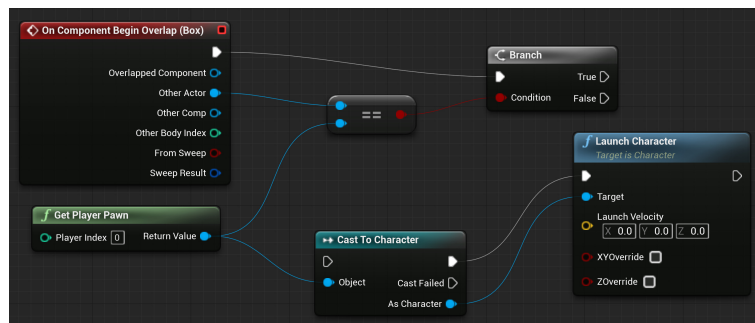 On Component Begin Overlap (Box)
Overlapped Component
Other Actor
Other Comp
Other Body Index
From Sweep
Sweep Result
==
Branch
True
Condition
False
Launch Character
Target is Character
Target
Launch Velocity
X 0.0 Y 0.0 Z 0.0
XYOverride
ZOverride
Get Player Pawn
Player Index 0 Return Value
Cast To Character
Object
Cast Failed
As Character